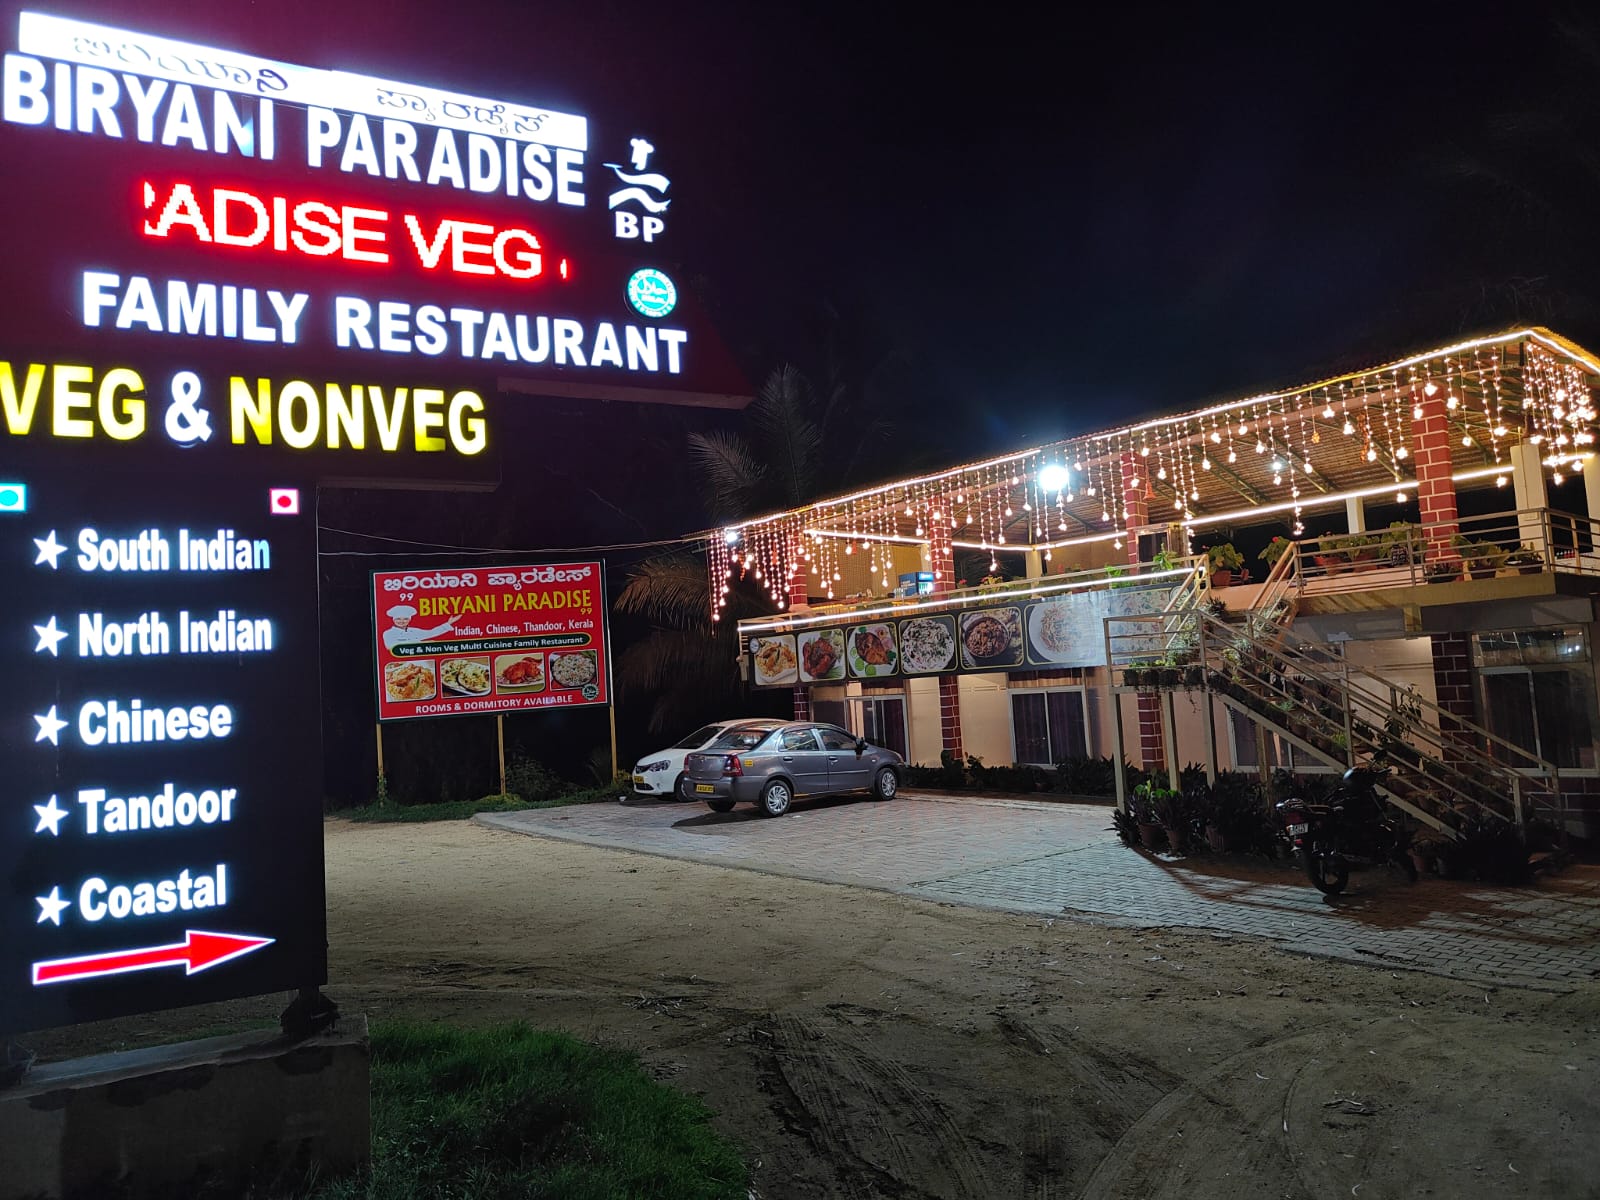 ಬಿರಿಯಾನಿ ಪ್ಯಾರಡೈಸ್
BIRYANI PARADISE
BP
ADISE VEG
FAMILY RESTAURANT
VEG & NONVEG
South Indian
North Indian
Chinese
Tandoor
Coastal
ಬಿರಿಯಾನಿ ಪ್ಯಾರಡೇಸ್
" BIRYANI PARADISE "
Indian, Chinese, Thandoor, Kerala
Veg & Non Veg Multi Cuisine Family Restaurant
ROOMS & DORMITORY AVAILABLE